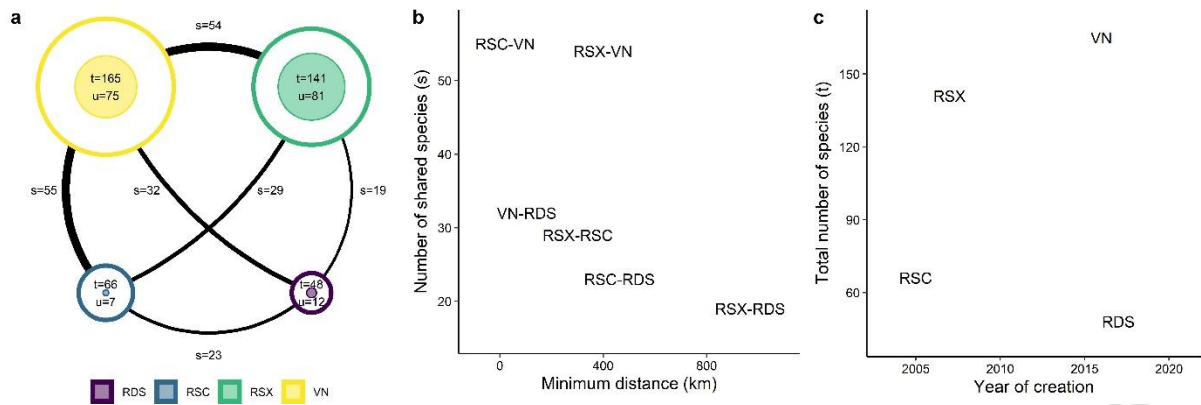 a
s=54
t=165
u=75
t=141
u=81
s=55
s=32
s=29
s=19
t=66
u=7
t=48
u=12
s=23
RDS RSC RSX VN
b
Number of shared species (s)
50
40
30
20
RSC-VN
RSX-VN
VN-RDS
RSX-RSC
RSC-RDS
RSX-RDS
0 400 800
Minimum distance (km)
c
Total number of species (t)
150
120
90
60
VN
RSX
RSC
RDS
2005 2010 2015 2020
Year of creation